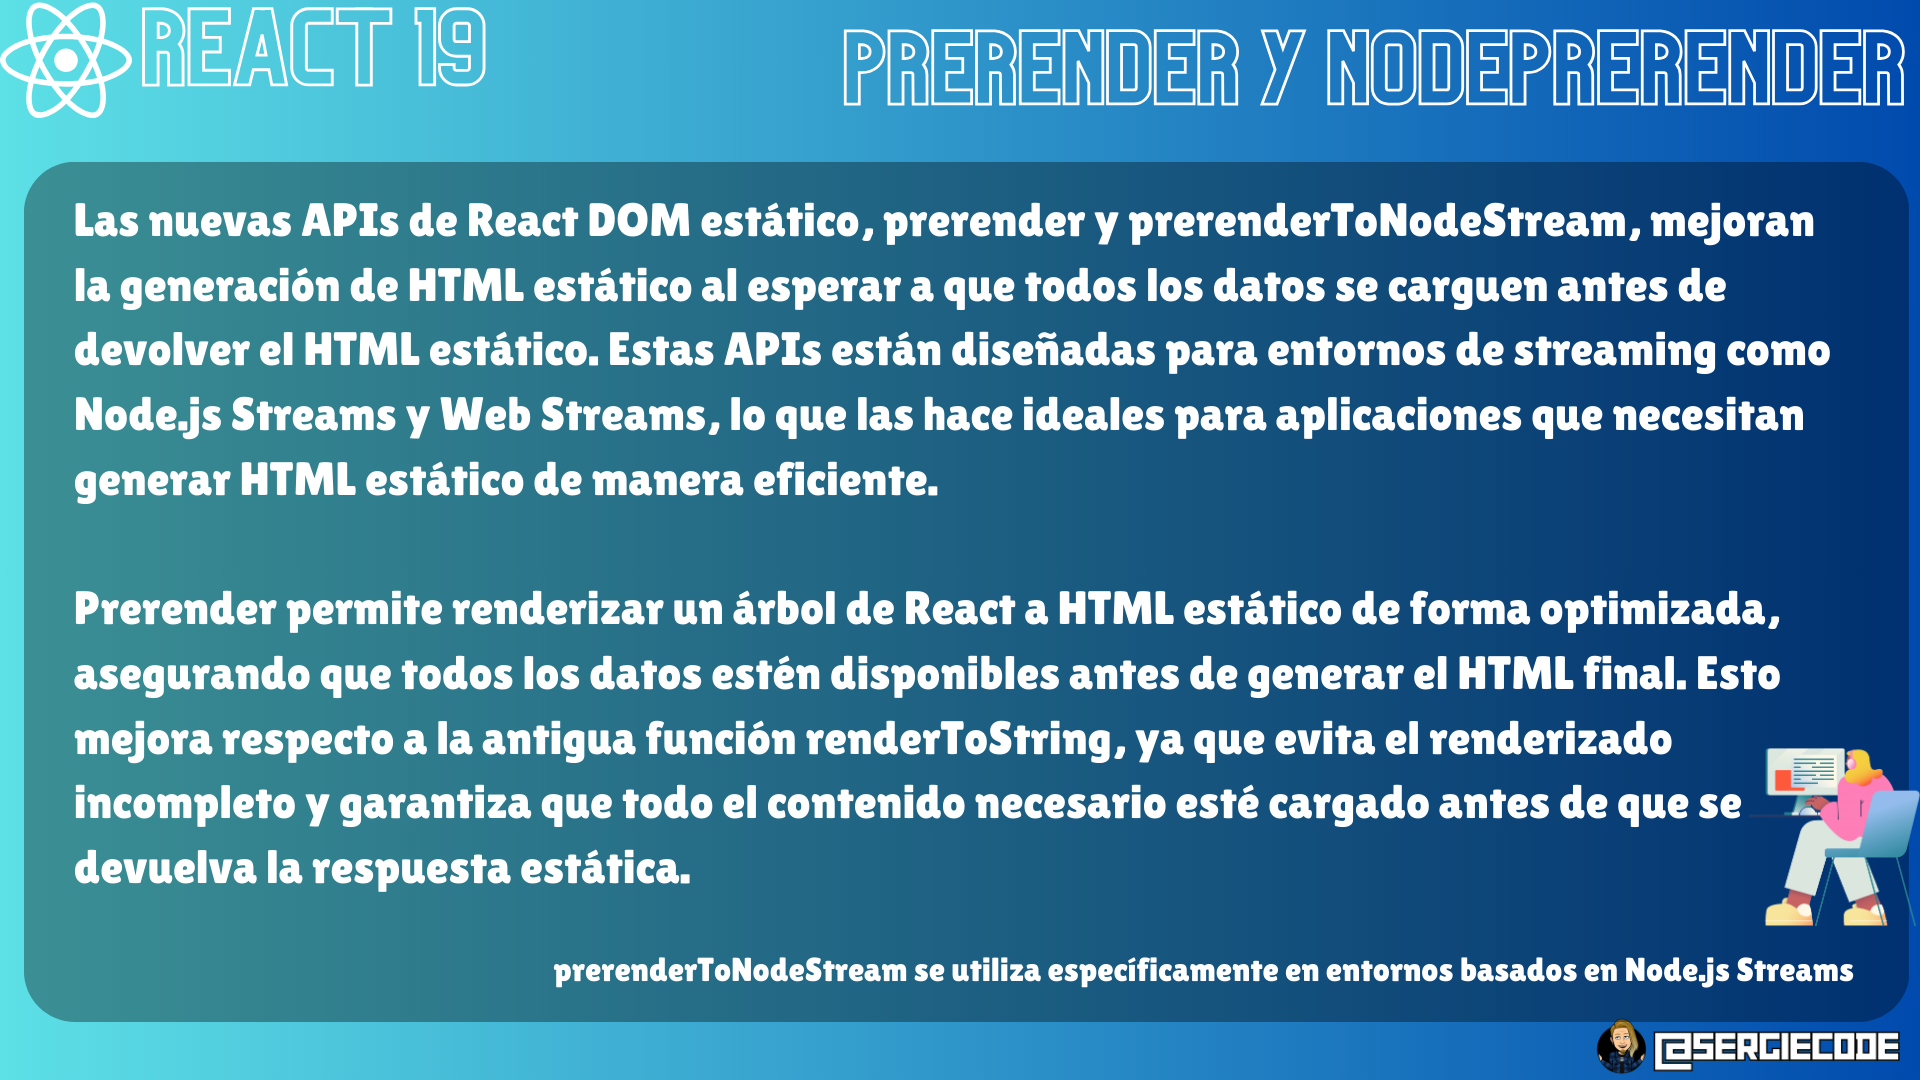 REACT 19
PRERENDER Y NODEPRERENDER
Las nuevas APIs de React DOM estático, prerender y prerenderToNodeStream, mejoran
la generación de HTML estático al esperar a que todos los datos se carguen antes de
devolver el HTML estático. Estas APIs están diseñadas para entornos de streaming como
Node.js Streams y Web Streams, lo que las hace ideales para aplicaciones que necesitan
generar HTML estático de manera eficiente.
Prerender permite renderizar un árbol de React a HTML estático de forma optimizada,
asegurando que todos los datos estén disponibles antes de generar el HTML final. Esto
mejora respecto a la antigua función renderToString, ya que evita el renderizado
incompleto y garantiza que todo el contenido necesario esté cargado antes de que se
devuelva la respuesta estática.
prerenderToNodeStream se utiliza específicamente en entornos basados en Node.js Streams
@SERGIECODE